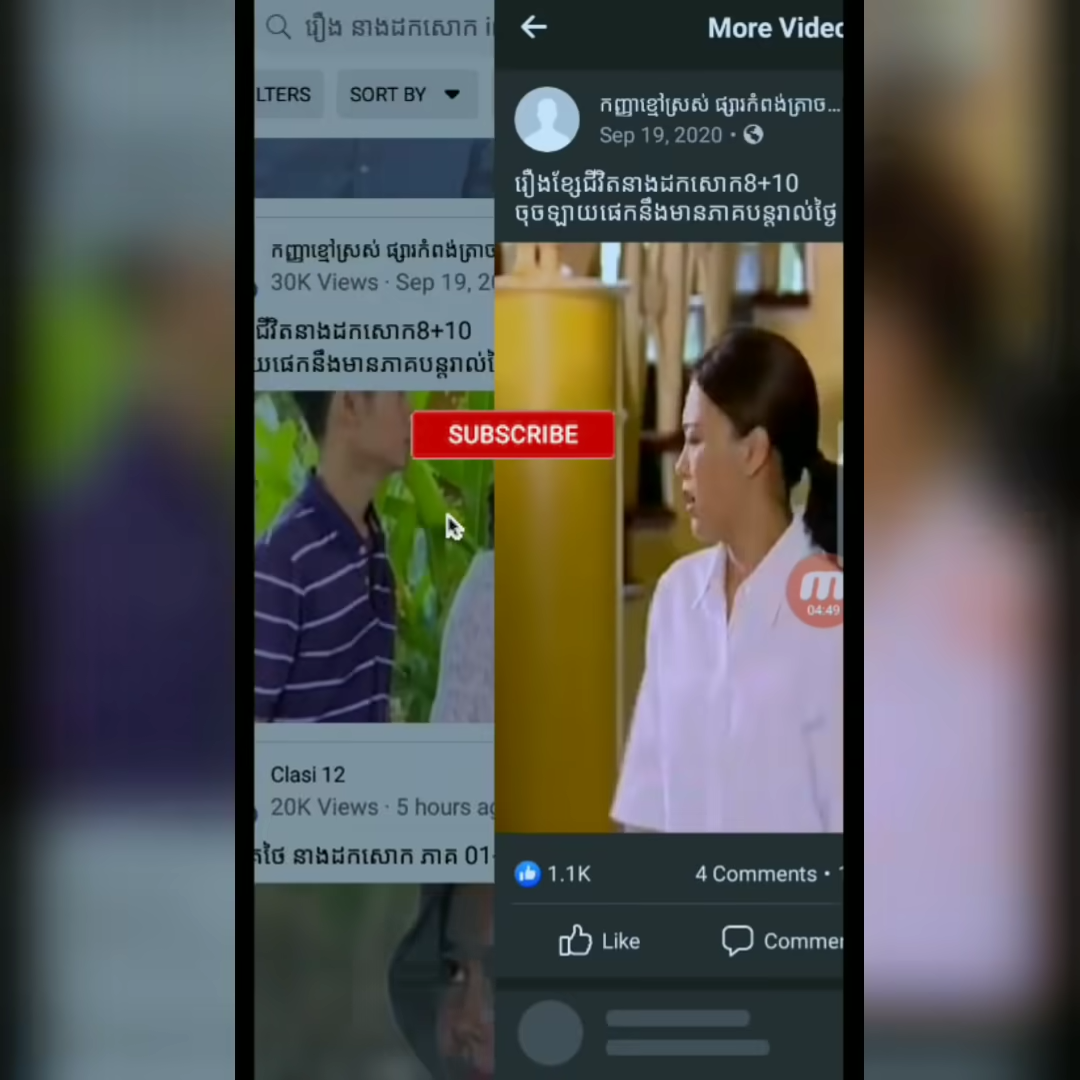 រឿង នាងដកសោក
LTERS
SORT BY
កញ្ញាខ្មៅស្រស់ ផ្សារកំពង់ត្រាច
30K Views · Sep 19, 2
ជីវិតនាងដកសោក8+10
យផេកនឹងមានភាគបន្តរាល់
Clasi 12
20K Views · 5 hours ag
នាងដកសោក ភាគ 01-
More Video
កញ្ញាខ្មៅស្រស់ ផ្សារកំពង់ត្រាច...
Sep 19, 2020 ·
រឿងខ្សែជីវិតនាងដកសោក8+10
ចុចឡាយផេកនឹងមានភាគបន្តរាល់ថ្ងៃ
SUBSCRIBE
04:49
1.1K
4 Comments ·
Like
Commer